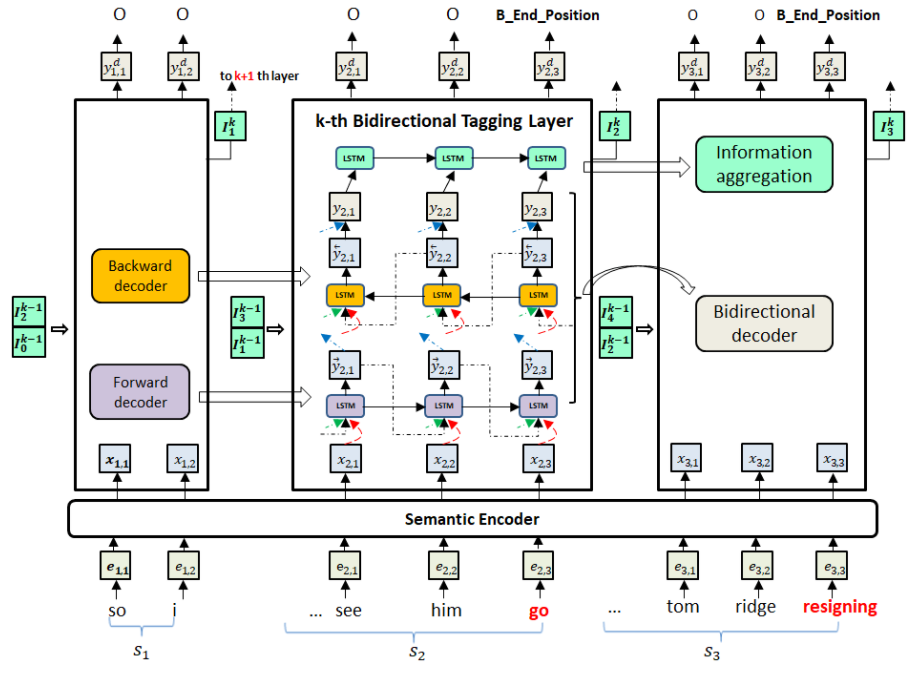 O O O O B_End_Position O O B_End_Position
y^d_{1,1} y^d_{1,2} y^d_{2,1} y^d_{2,2} y^d_{2,3} y^d_{3,1} y^d_{3,2} y^d_{3,3}
to k+1 th layer
I^k_1 I^k_2 I^k_3
k-th Bidirectional Tagging Layer
LSTM LSTM LSTM
Information
aggregation
y_{2,1} y_{2,2} y_{2,3}
\overleftarrow{y}_{2,1} \overleftarrow{y}_{2,2} \overleftarrow{y}_{2,3}
Backward
decoder
LSTM LSTM LSTM
I^{k-1}_2 I^{k-1}_3 I^{k-1}_4
I^{k-1}_0 I^{k-1}_1 I^{k-1}_2
Bidirectional
decoder
\vec{y}_{2,1} \vec{y}_{2,2} \vec{y}_{2,3}
Forward
decoder
LSTM LSTM LSTM
x_{1,1} x_{1,2} x_{2,1} x_{2,2} x_{2,3} x_{3,1} x_{3,2} x_{3,3}
Semantic Encoder
e_{1,1} e_{1,2} e_{2,1} e_{2,2} e_{2,3} e_{3,1} e_{3,2} e_{3,3}
so i ... see him go ... tom ridge resigning
s_1 s_2 s_3